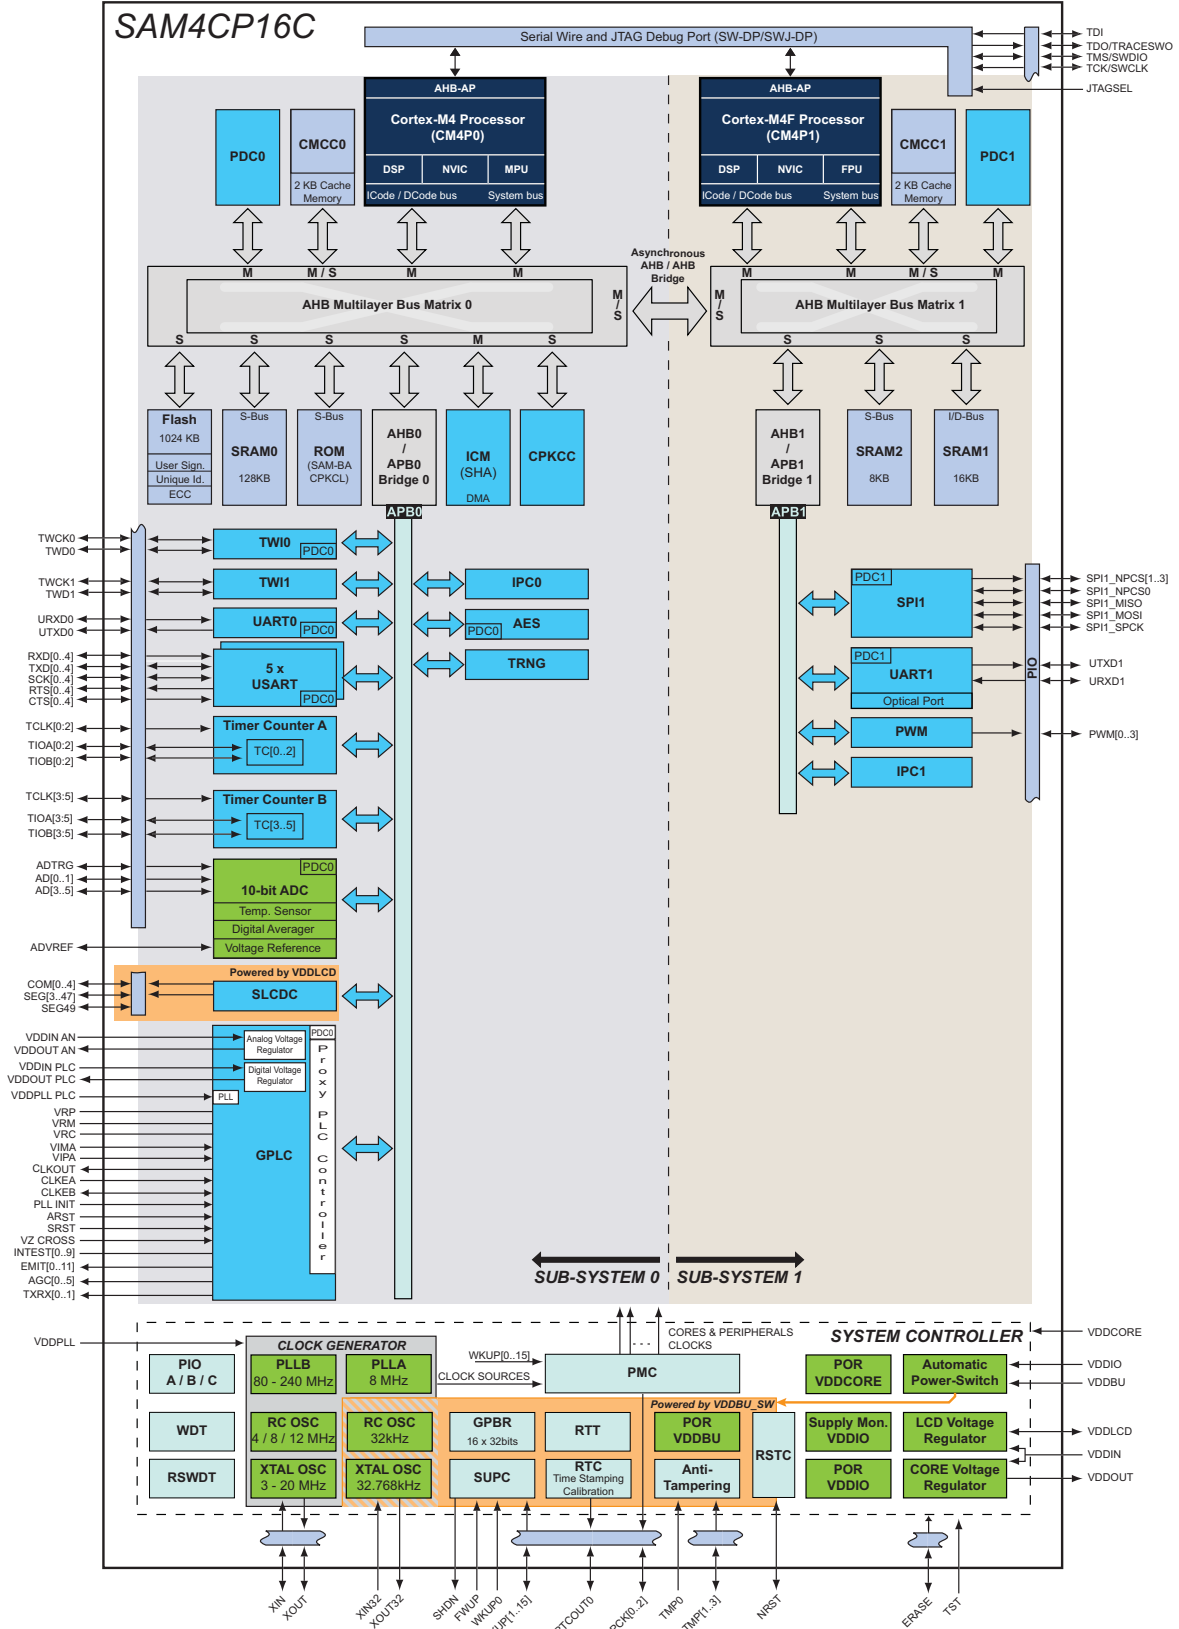 SAM4CP16C
Serial Wire and JTAG Debug Port (SW-DP/SWJ-DP)
TDI
TDO/TRACESWO
TMS/SWDIO
TCK/SWCLK
JTAGSEL
PDC0
CMCC0
2 KB Cache
Memory
AHB-AP
Cortex-M4 Processor
(CM4P0)
DSP
NVIC
MPU
ICode / DCode bus
System bus
AHB-AP
Cortex-M4F Processor
(CM4P1)
DSP
NVIC
FPU
ICode / DCode bus
System bus
CMCC1
2 KB Cache
Memory
PDC1
Asynchronous
AHB / AHB
Bridge
M
M / S
M
M
AHB Multilayer Bus Matrix 0
M
/
S
S
S
S
S
M
S
M
M
M / S
M
M
/
S
AHB Multilayer Bus Matrix 1
S
S
S
Flash
1024 KB
User Sign.
Unique Id.
ECC
S-Bus
SRAM0
128KB
S-Bus
ROM
(SAM-BA
CPKCL)
AHB0
/
APB0
Bridge 0
APB0
ICM
(SHA)
DMA
CPKCC
AHB1
/
APB1
Bridge 1
APB1
S-Bus
SRAM2
8KB
I/D-Bus
SRAM1
16KB
TWCK0
TWD0
TWI0
PDC0
TWCK1
TWD1
TWI1
IPC0
URXD0
UTXD0
UART0
PDC0
AES
PDC0
RXD[0..4]
TXD[0..4]
SCK[0..4]
RTS[0..4]
CTS[0..4]
5 x
USART
PDC0
TRNG
TCLK[0:2]
TIOA[0:2]
TIOB[0:2]
Timer Counter A
TC[0..2]
TCLK[3:5]
TIOA[3:5]
TIOB[3:5]
Timer Counter B
TC[3..5]
ADTRG
AD[0..1]
AD[3..5]
PDC0
10-bit ADC
Temp. Sensor
Digital Averager
Voltage Reference
ADVREF
PDC1
SPI1
SPI1_NPCS[1..3]
SPI1_NPCS0
SPI1_MISO
SPI1_MOSI
SPI1_SPCK
PIO
PDC1
UART1
Optical Port
UTXD1
URXD1
PWM
PWM[0..3]
IPC1
Powered by VDDLCD
COM[0..4]
SEG[3..47]
SEG49
SLCDC
VDDIN AN
VDDOUT AN
VDDIN PLC
VDDOUT PLC
VDDPLL PLC
VRP
VRM
VRC
VIMA
VIPA
CLKOUT
CLKEA
CLKEB
PLL INIT
ARST
SRST
VZ CROSS
INTEST[0..9]
EMIT[0..11]
AGC[0..5]
TXRX[0..1]
Analog Voltage
Regulator
Digital Voltage
Regulator
PLL
GPLC
PDC0
Proxy PLC Controller
SUB-SYSTEM 0
SUB-SYSTEM 1
VDDPLL
CORES & PERIPHERALS
CLOCKS
SYSTEM CONTROLLER
VDDCORE
CLOCK GENERATOR
WKUP[0..15]
CLOCK SOURCES
PMC
PIO
A / B / C
PLLB
80 - 240 MHz
PLLA
8 MHz
POR
VDDCORE
Automatic
Power-Switch
VDDIO
VDDBU
Powered by VDDBU_SW
WDT
RC OSC
4 / 8 / 12 MHz
RC OSC
32kHz
GPBR
16 x 32bits
RTT
POR
VDDBU
RSTC
Supply Mon.
VDDIO
LCD Voltage
Regulator
VDDLCD
VDDIN
RSWDT
XTAL OSC
3 - 20 MHz
XTAL OSC
32.768kHz
SUPC
RTC
Time Stamping
Calibration
Anti-
Tampering
POR
VDDIO
CORE Voltage
Regulator
VDDOUT
XIN
XOUT
XIN32
XOUT32
SHDN
FWUP
WKUP0
KUP[1..15]
RTCOUT0
PCK[0..2]
TMP0
TMP[1..3]
NRST
ERASE
TST